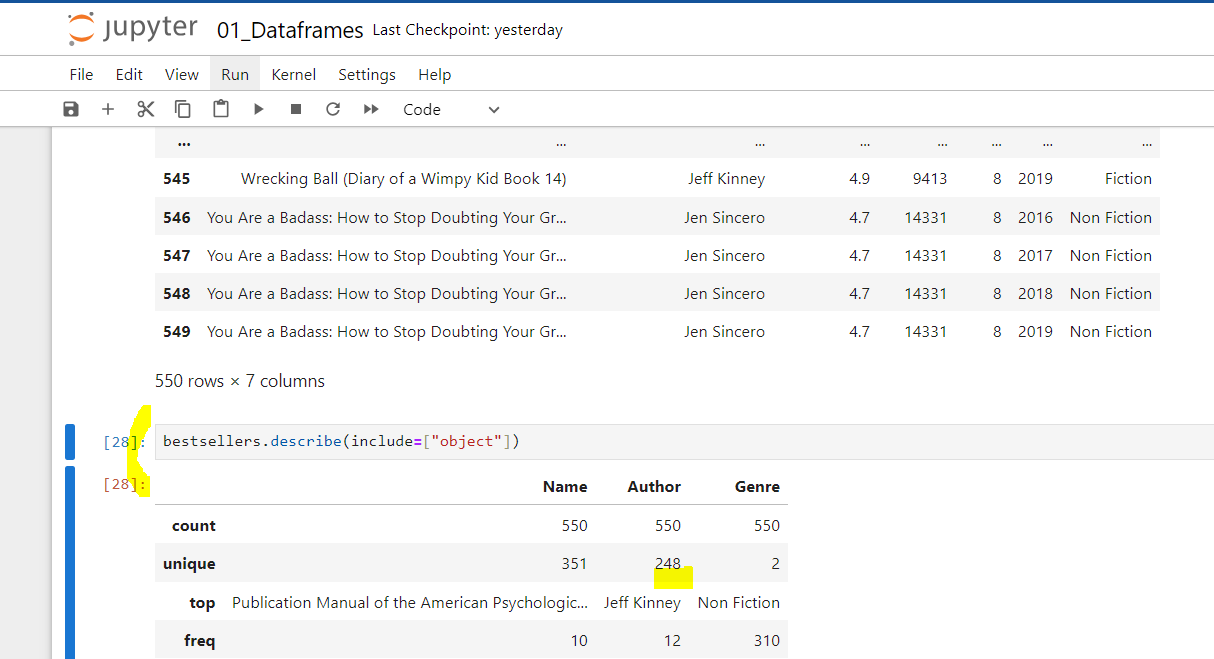 jupyter 01_Dataframes Last Checkpoint: yesterday
File Edit View Run Kernel Settings Help
Code
... ... ... ... ... ... ... ...
545 Wrecking Ball (Diary of a Wimpy Kid Book 14) Jeff Kinney 4.9 9413 8 2019 Fiction
546 You Are a Badass: How to Stop Doubting Your Gr... Jen Sincero 4.7 14331 8 2016 Non Fiction
547 You Are a Badass: How to Stop Doubting Your Gr... Jen Sincero 4.7 14331 8 2017 Non Fiction
548 You Are a Badass: How to Stop Doubting Your Gr... Jen Sincero 4.7 14331 8 2018 Non Fiction
549 You Are a Badass: How to Stop Doubting Your Gr... Jen Sincero 4.7 14331 8 2019 Non Fiction
550 rows × 7 columns
[28]: bestsellers.describe(include=["object"])
[28]: Name Author Genre
count 550 550 550
unique 351 248 2
top Publication Manual of the American Psychologic... Jeff Kinney Non Fiction
freq 10 12 310